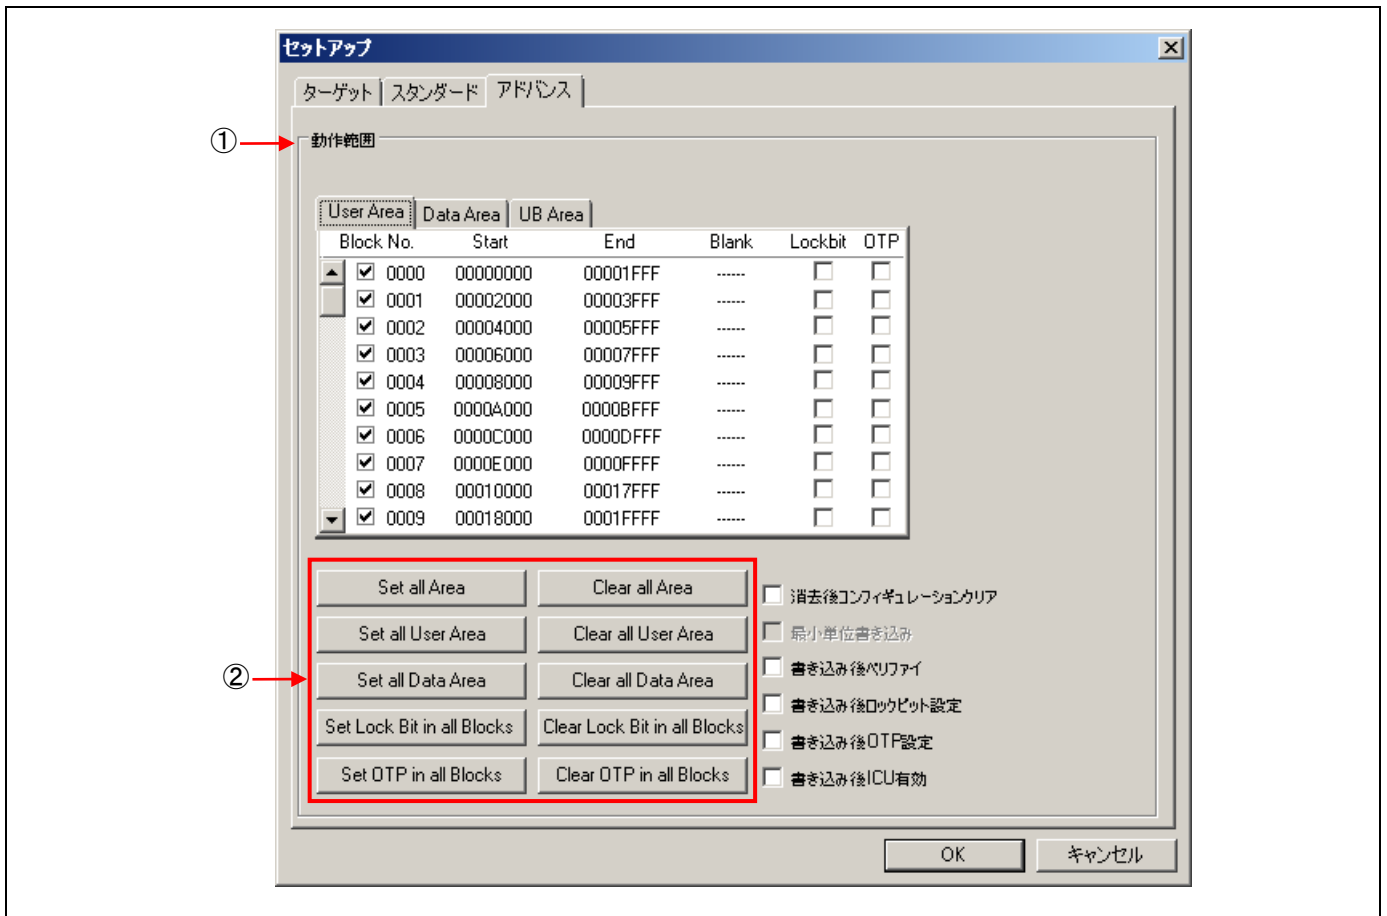 セットアップ
ターゲット スタンダード アドバンス
① 動作範囲
User Area Data Area UB Area
Block No. Start End Blank Lockbit OTP
0000 00000000 00001FFF ------
0001 00002000 00003FFF ------
0002 00004000 00005FFF ------
0003 00006000 00007FFF ------
0004 00008000 00009FFF ------
0005 0000A000 0000BFFF ------
0006 0000C000 0000DFFF ------
0007 0000E000 0000FFFF ------
0008 00010000 00017FFF ------
0009 00018000 0001FFFF ------
②
Set all Area Clear all Area
Set all User Area Clear all User Area
Set all Data Area Clear all Data Area
Set Lock Bit in all Blocks Clear Lock Bit in all Blocks
Set OTP in all Blocks Clear OTP in all Blocks
消去後コンフィギュレーションクリア
最小単位書き込み
書き込み後ベリファイ
書き込み後ロックビット設定
書き込み後OTP設定
書き込み後ICU有効
OK キャンセル